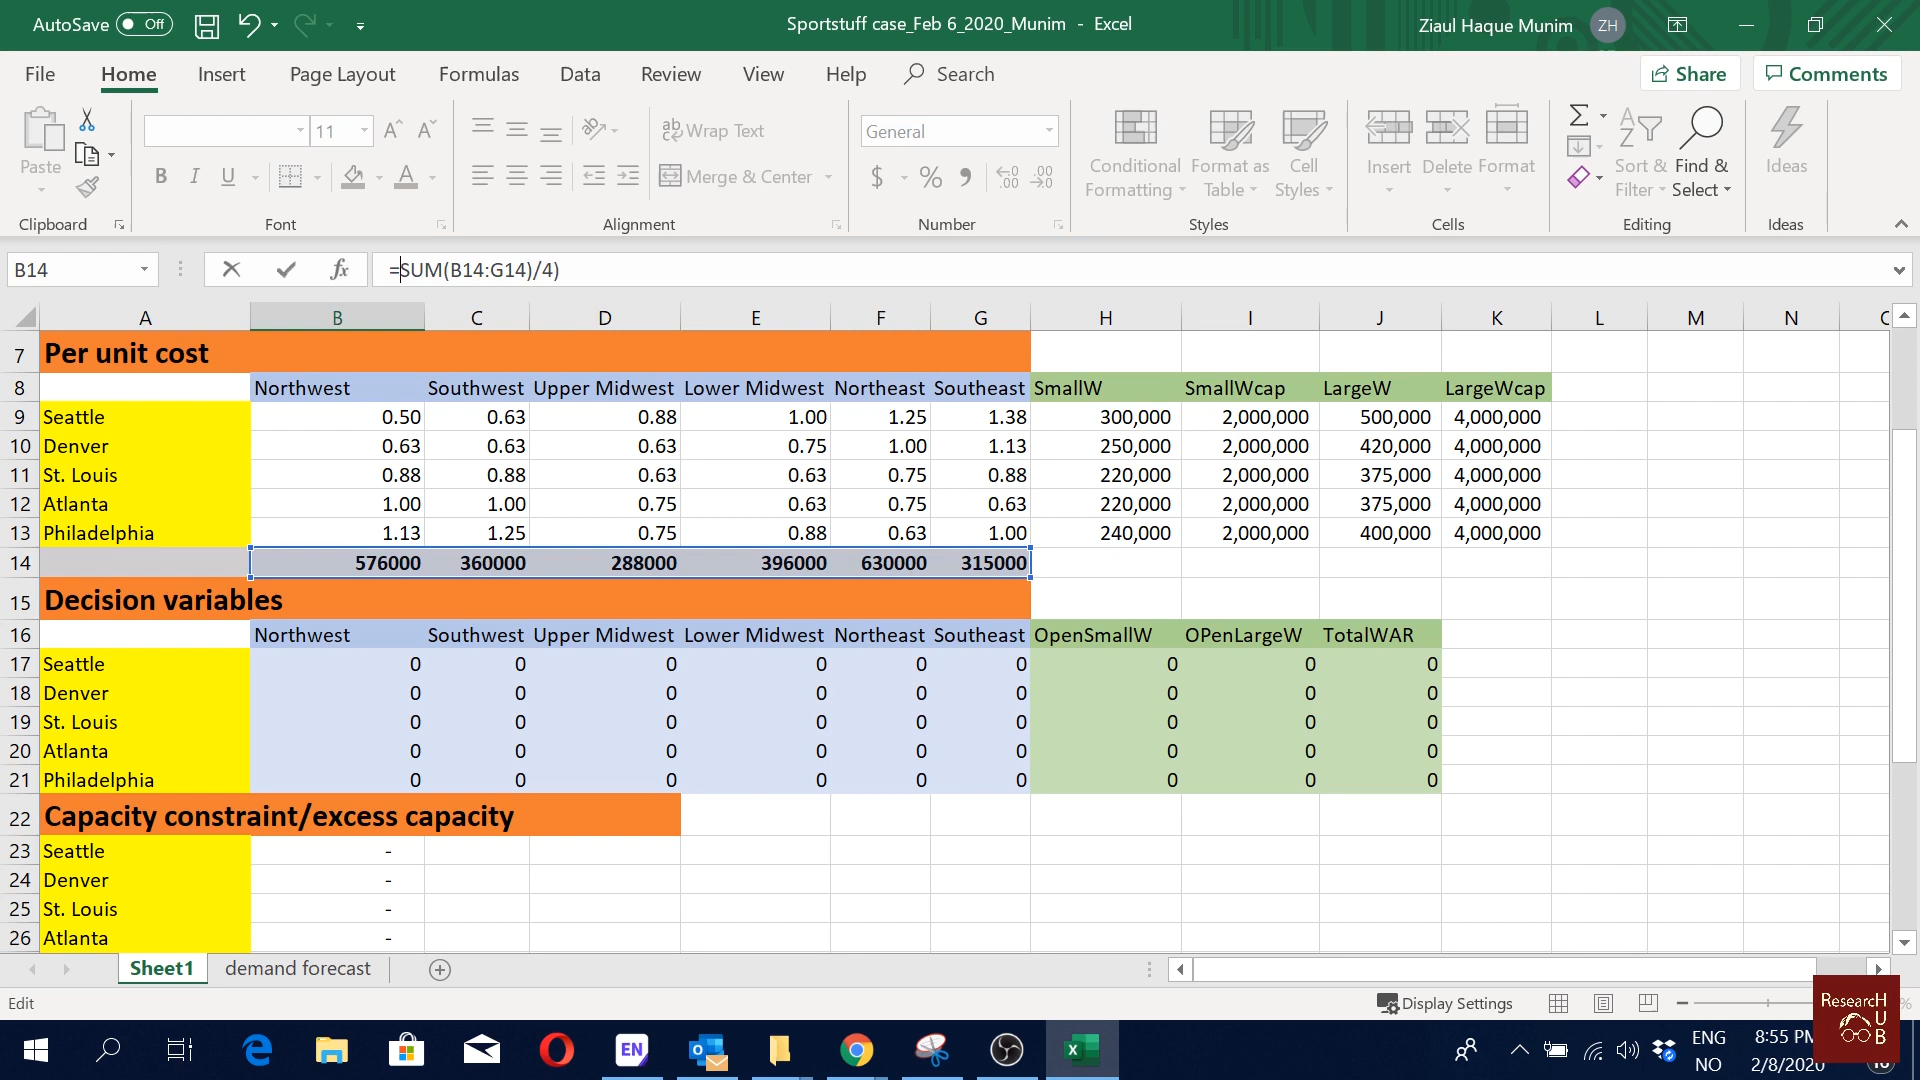 AutoSave Off
Sportstuff case_Feb 6_2020_Munim - Excel
Ziaul Haque Munim ZH
File Home Insert Page Layout Formulas Data Review View Help Search Share Comments
Paste
Clipboard
11
B I U A
Font
Wrap Text
Merge & Center
Alignment
General
$ % 9
Number
Conditional Formatting
Format as Table
Cell Styles
Styles
Insert Delete Format
Cells
Sort & Filter
Find & Select
Editing
Ideas
Ideas
B14 fx =SUM(B14:G14)/4)
A B C D E F G H I J K L M N
7 Per unit cost
8 Northwest Southwest Upper Midwest Lower Midwest Northeast Southeast SmallW SmallWcap LargeW LargeWcap
9 Seattle 0.50 0.63 0.88 1.00 1.25 1.38 300,000 2,000,000 500,000 4,000,000
10 Denver 0.63 0.63 0.63 0.75 1.00 1.13 250,000 2,000,000 420,000 4,000,000
11 St. Louis 0.88 0.88 0.63 0.63 0.75 0.88 220,000 2,000,000 375,000 4,000,000
12 Atlanta 1.00 1.00 0.75 0.63 0.75 0.63 220,000 2,000,000 375,000 4,000,000
13 Philadelphia 1.13 1.25 0.75 0.88 0.63 1.00 240,000 2,000,000 400,000 4,000,000
14 576000 360000 288000 396000 630000 315000
15 Decision variables
16 Northwest Southwest Upper Midwest Lower Midwest Northeast Southeast OpenSmallW OPenLargeW TotalWAR
17 Seattle 0 0 0 0 0 0 0 0 0
18 Denver 0 0 0 0 0 0 0 0 0
19 St. Louis 0 0 0 0 0 0 0 0 0
20 Atlanta 0 0 0 0 0 0 0 0 0
21 Philadelphia 0 0 0 0 0 0 0 0 0
22 Capacity constraint/excess capacity
23 Seattle -
24 Denver -
25 St. Louis -
26 Atlanta -
Sheet1 demand forecast
Edit
Display Settings
ResearcH
U
B
EN
ENG
NO
8:55 PM
2/8/2020